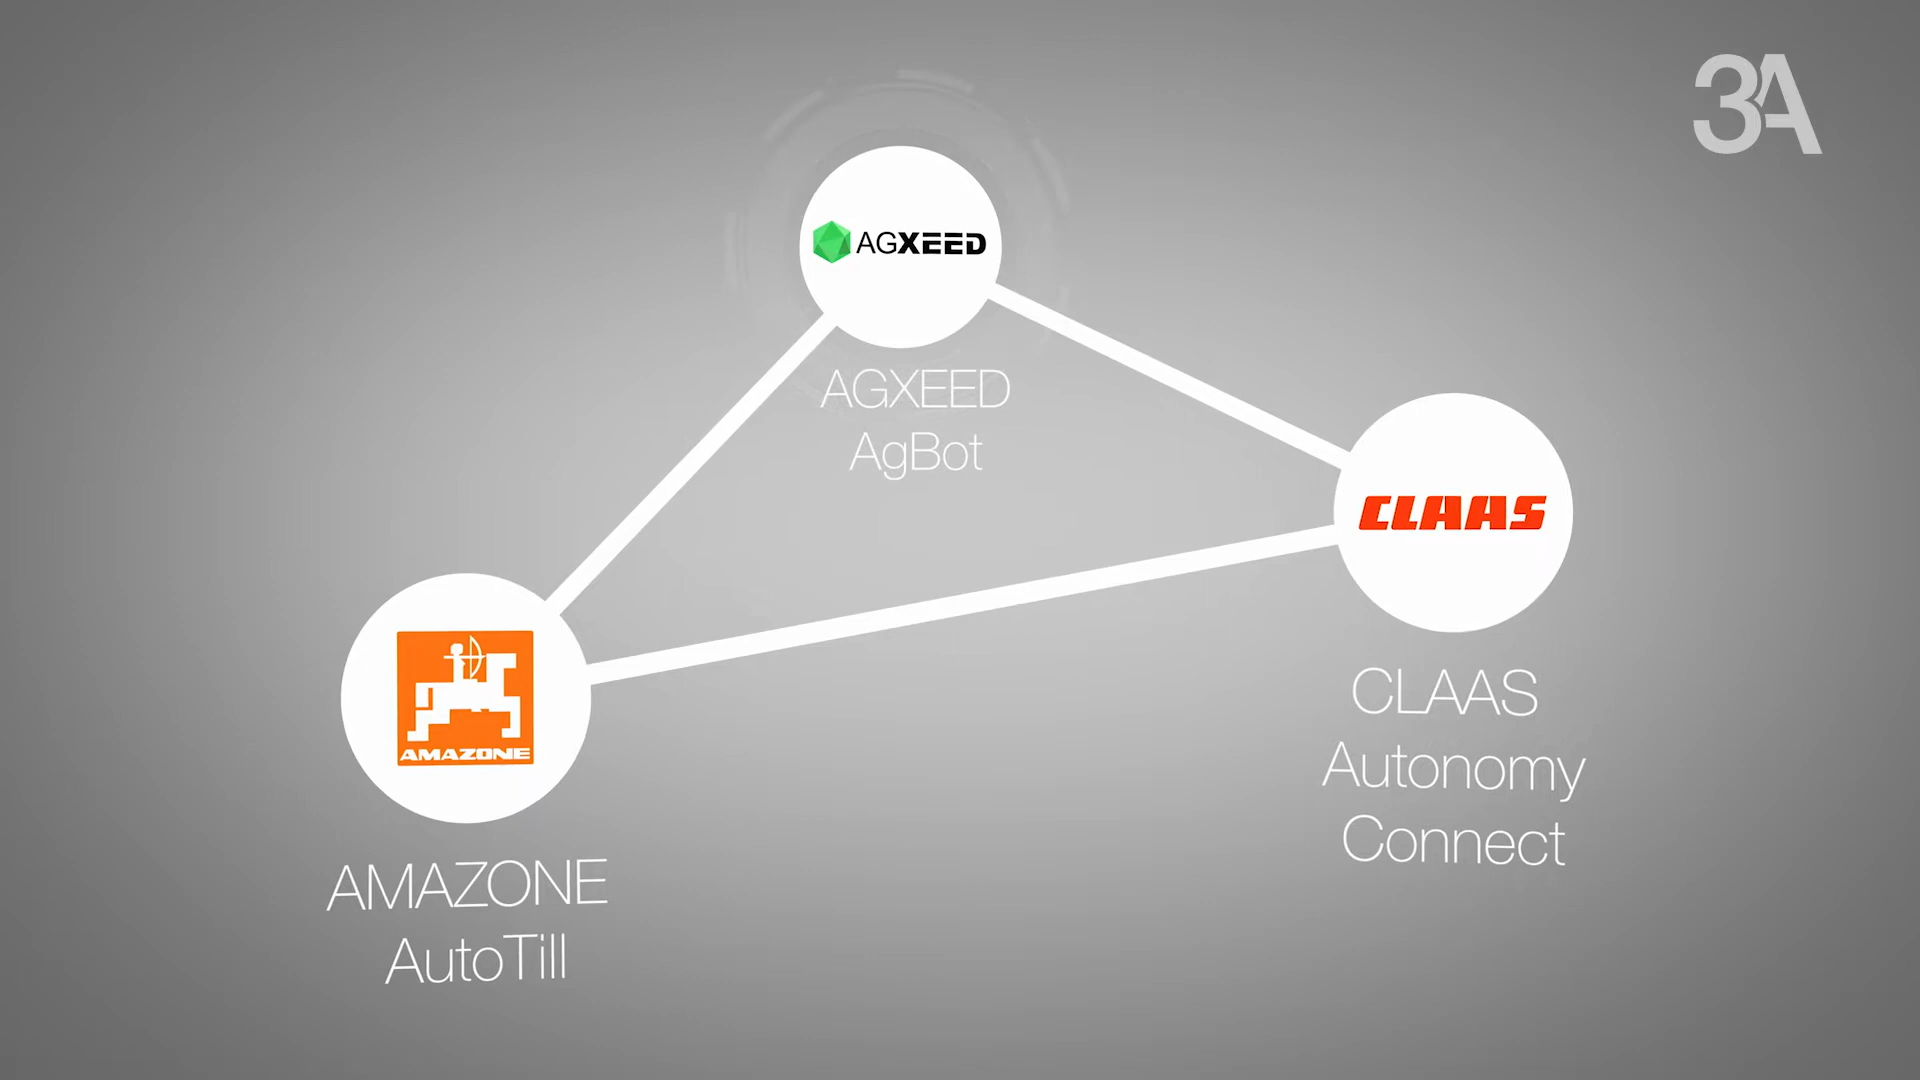 3A
AGXEED
AGXEED
AgBot
CLAAS
CLAAS
Autonomy
Connect
AMAZONE
AMAZONE
AutoTill